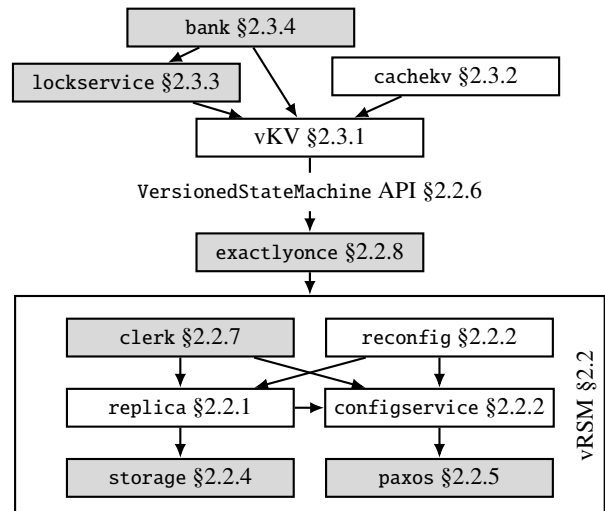 bank §2.3.4
lockservice §2.3.3
cachekv §2.3.2
vKV §2.3.1
VersionedStateMachine API §2.2.6
exactlyonce §2.2.8
clerk §2.2.7
reconfig §2.2.2
replica §2.2.1
configservice §2.2.2
storage §2.2.4
paxos §2.2.5
vRSM §2.2